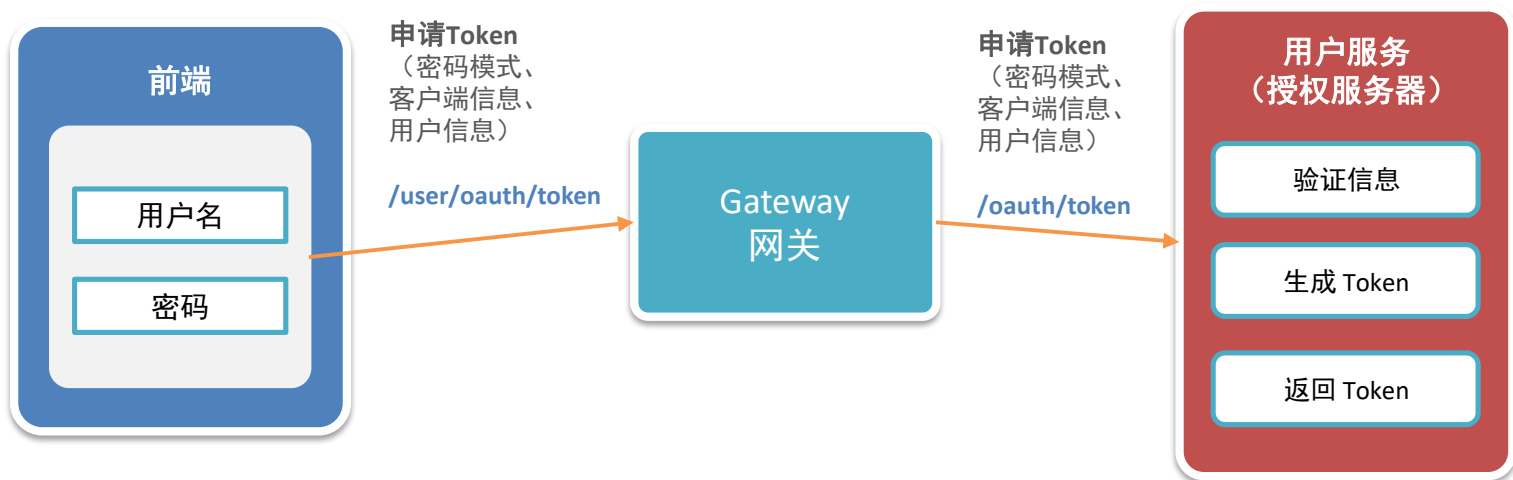 前端
用户名
密码
申请Token
（密码模式、
客户端信息、
用户信息）
/user/oauth/token
Gateway
网关
申请Token
（密码模式、
客户端信息、
用户信息）
/oauth/token
用户服务
（授权服务器）
验证信息
生成 Token
返回 Token